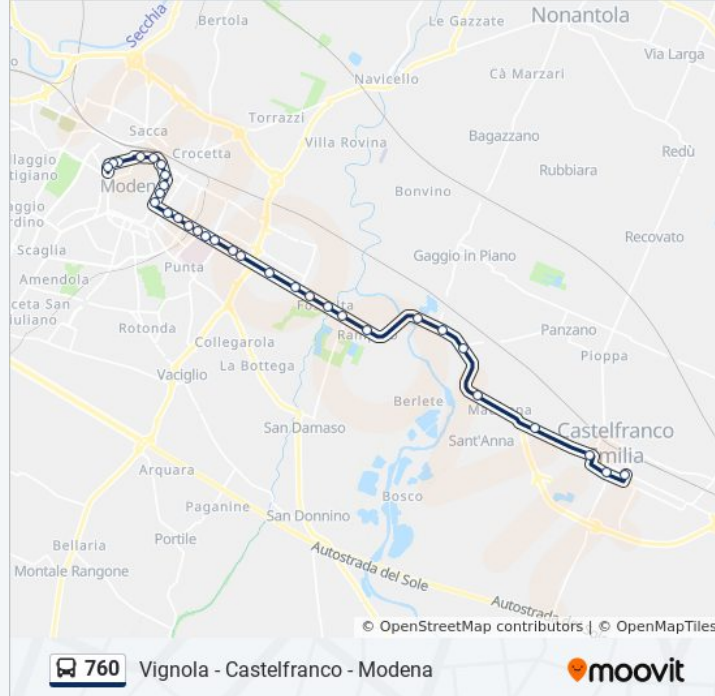 Nonantola
Le Gazzate
Bertola
Secchia
Via Larga
Cà Marzari
Navicello
Torrazzi
Sacca
Villa Rovina
Bagazzano
Crocetta
Redù
Rubbiara
Bonvino
Scaglia
Recovato
Punta
Gaggio in Piano
Amendola
Rotonda
Panzano
Collegarola
Pioppa
La Bottega
Vaciglio
Berlete
Castelfranco
San Damaso
Sant'Anna
Arquara
Bosco
Paganine
San Donnino
Portile
Bellaria
Autostrada del Sole
Montale Rangone
© OpenStreetMap contributors | © OpenMapTiles
760 Vignola - Castelfranco - Modena
moovit